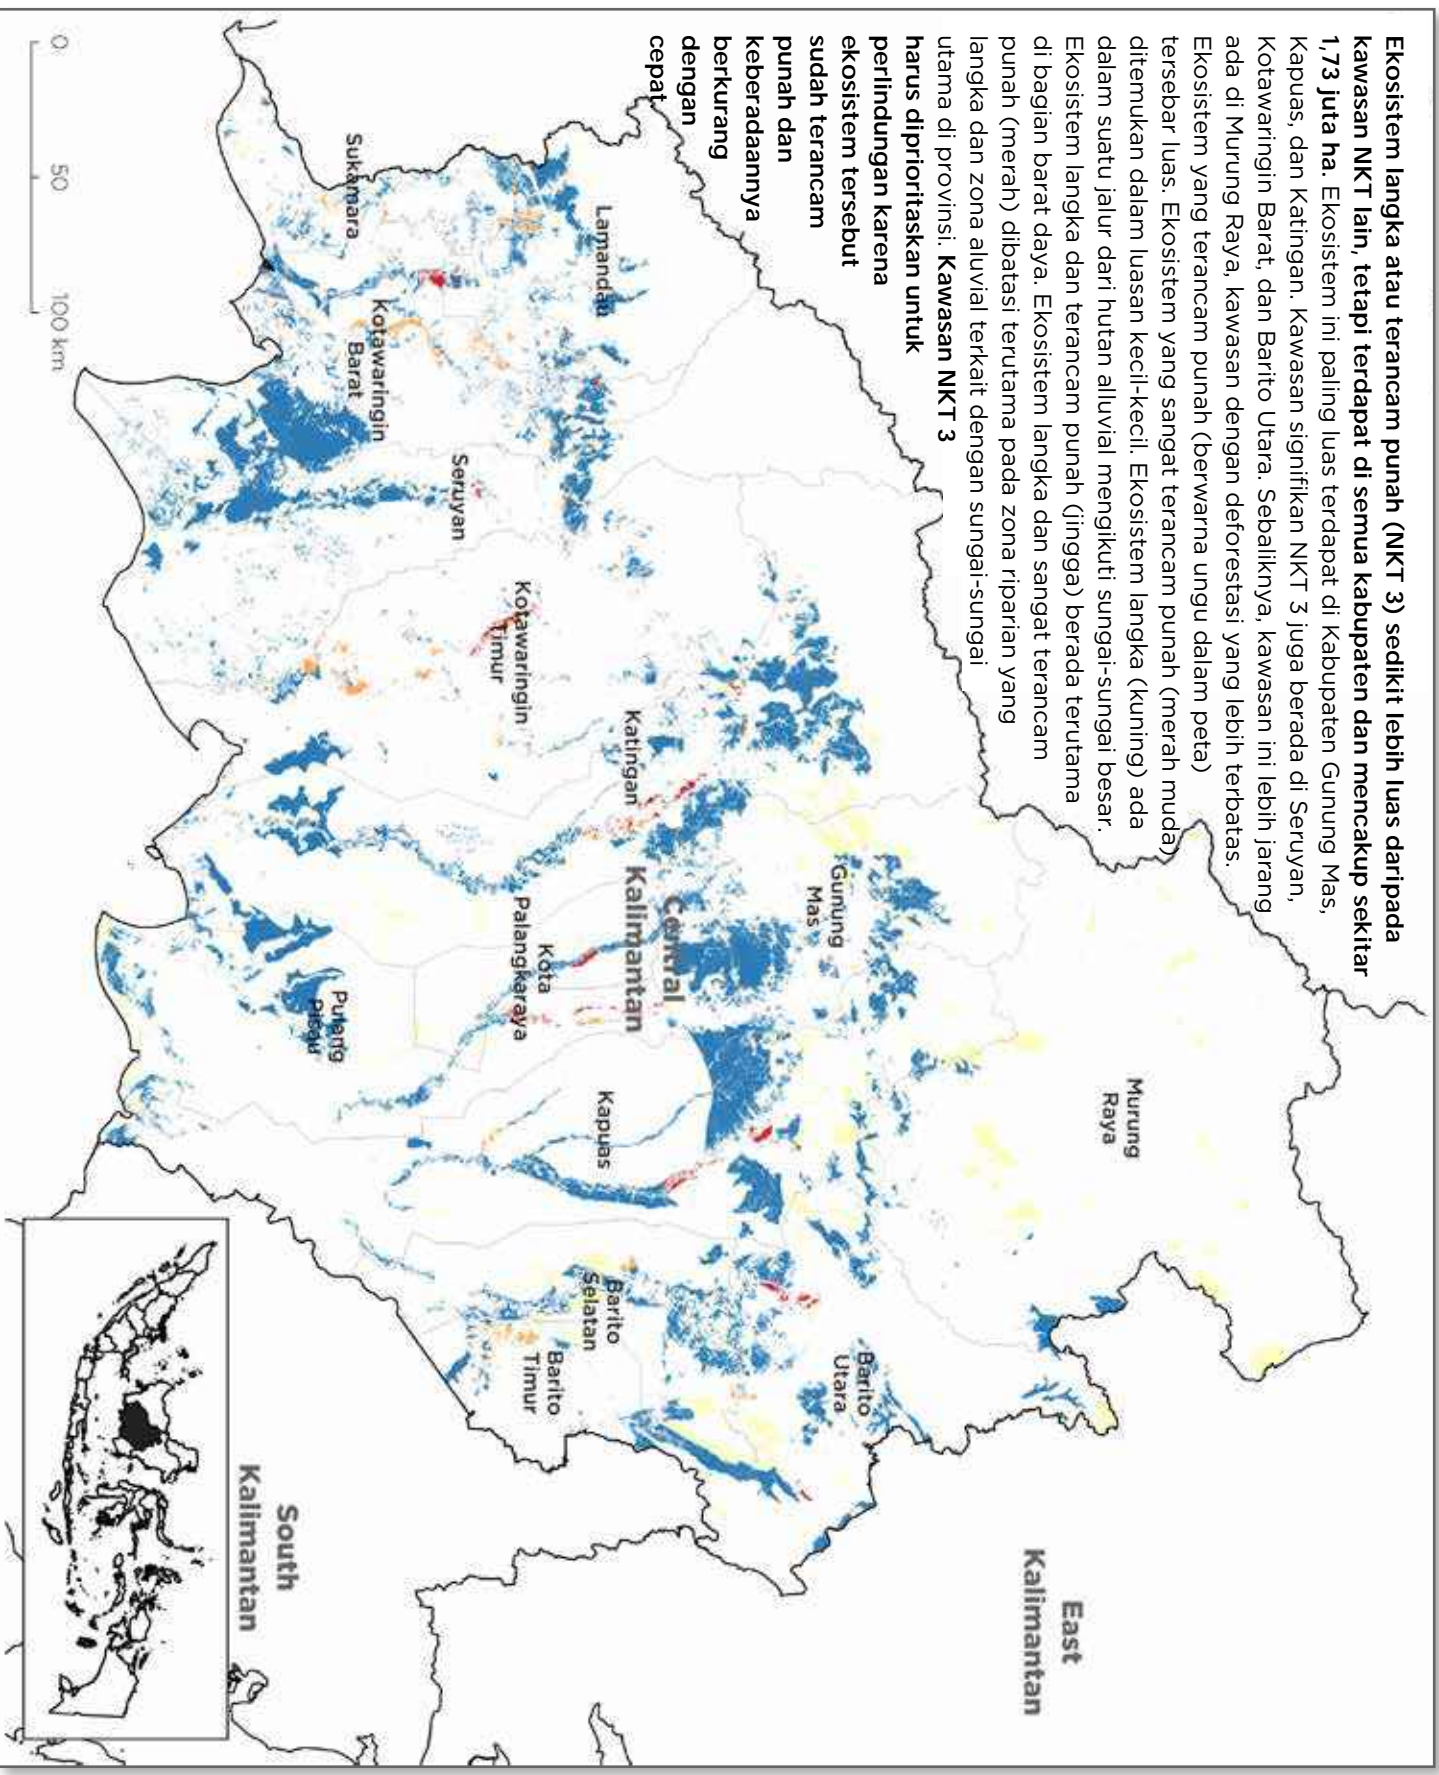 Ekosistem langka atau terancam punah (NKT 3) sedikit lebih luas daripada
kawasan NKT lain, tetapi terdapat di semua kabupaten dan mencakup sekitar
1,73 juta ha. Ekosistem ini paling luas terdapat di Kabupaten Gunung Mas,
Kapuas, dan Katingan. Kawasan signifikan NKT 3 juga berada di Seruyan,
Kotawaringin Barat, dan Barito Utara. Sebaliknya, kawasan ini lebih jarang
ada di Murung Raya, kawasan dengan deforestasi yang lebih terbatas.
Ekosistem yang terancam punah (berwarna ungu dalam peta)
tersebar luas. Ekosistem yang sangat terancam punah (merah muda)
ditemukan dalam luasan kecil-kecil. Ekosistem langka (kuning) ada
dalam suatu jalur dari hutan alluvial mengikuti sungai-sungai besar.
Ekosistem langka dan terancam punah (jingga) berada terutama
di bagian barat daya. Ekosistem langka dan sangat terancam
punah (merah) dibatasi terutama pada zona riparian yang
langka dan zona aluvial terkait dengan sungai-sungai
utama di provinsi. Kawasan NKT 3
harus diprioritaskan untuk
perlindungan karena
ekosistem tersebut
sudah terancam
punah dan
keberadaannya
berkurang
dengan
cepat
Murung
Raya
East
Kalimantan
Gunung
Mas
Barito
Utara
Central
Kalimantan
Lamandau
Katingan
Kapuas
Barito
Selatan
Barito
Timur
Kotawaringin
Timur
Kota
Palangkaraya
Seruyan
Kotawaringin
Barat
Sukamara
Pulang
Pisau
South
Kalimantan
0 50 100 km